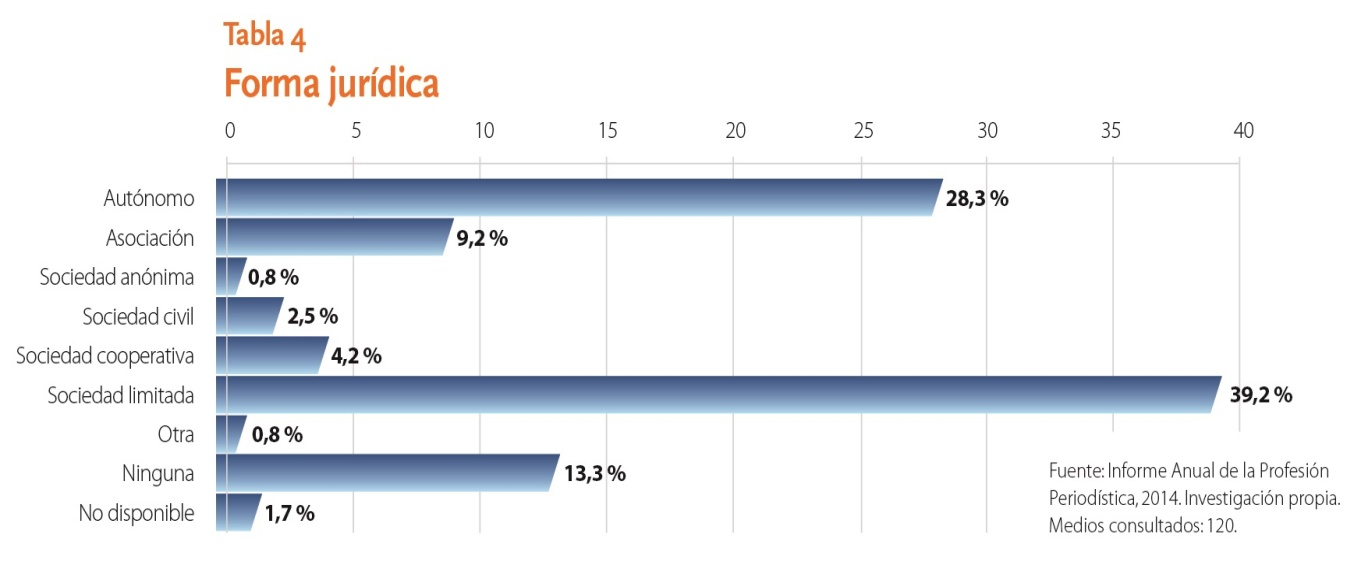 Tabla 4
Forma jurídica
0 5 10 15 20 25 30 35 40
Autónomo 28,3 %
Asociación 9,2 %
Sociedad anónima 0,8 %
Sociedad civil 2,5 %
Sociedad cooperativa 4,2 %
Sociedad limitada 39,2 %
Otra 0,8 %
Ninguna 13,3 %
No disponible 1,7 %
Fuente: Informe Anual de la Profesión
Periodística, 2014. Investigación propia.
Medios consultados: 120.